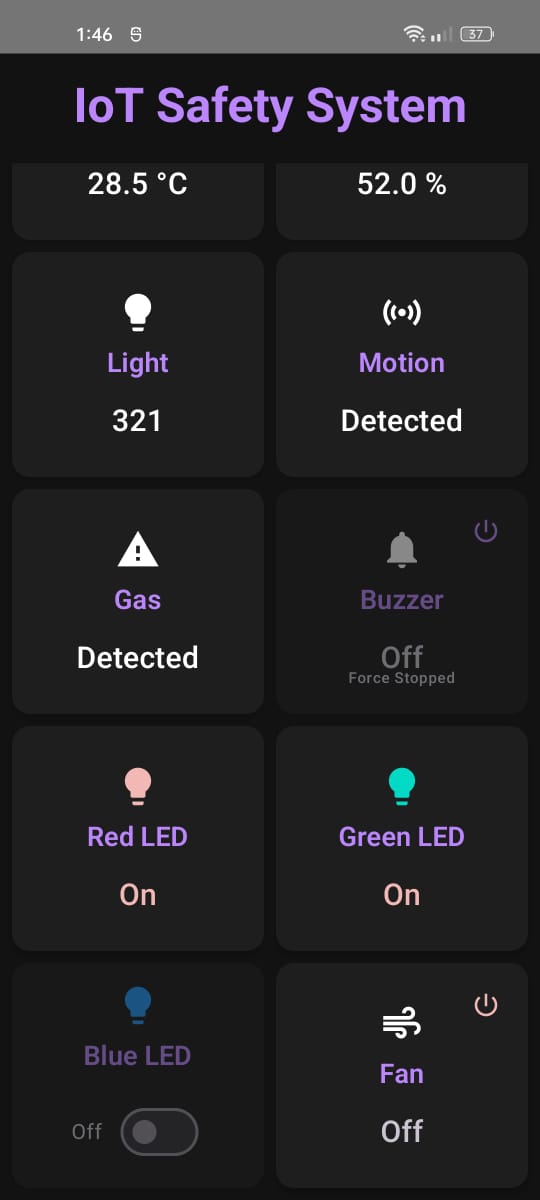 1:46
37
IoT Safety System
28.5 °C
52.0 %
Light
321
Motion
Detected
Gas
Detected
Buzzer
Off
Force Stopped
Red LED
On
Green LED
On
Blue LED
Off
Fan
Off